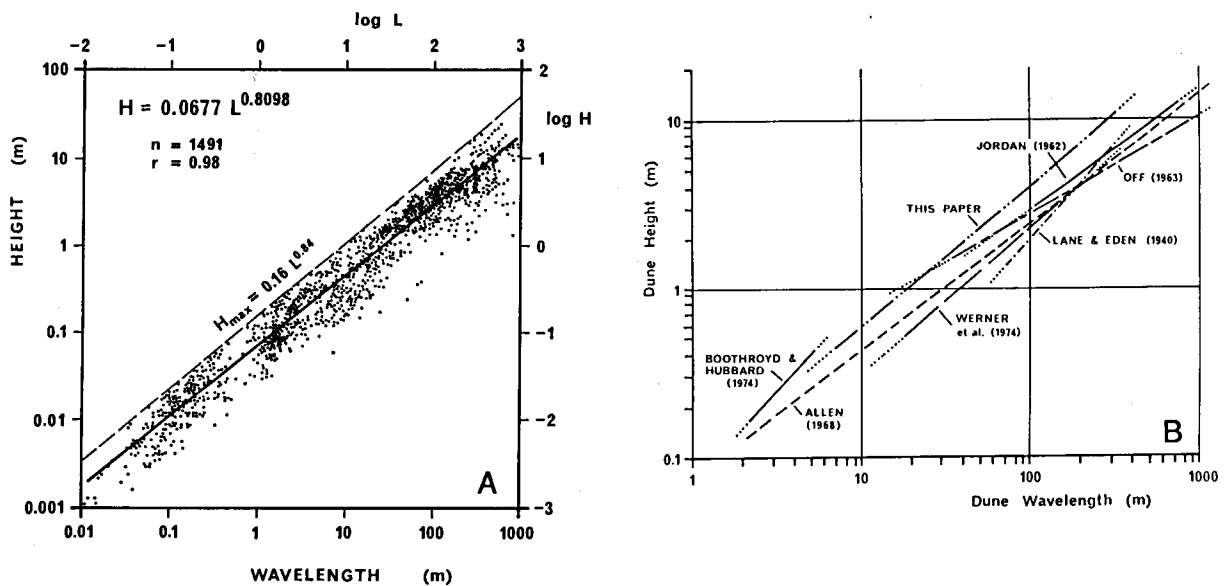 log L
−2 −1 0 1 2 3
100
10
1
0.1
0.01
0.001
HEIGHT (m)
H = 0.0677 L^0.8098
n = 1491
r = 0.98
H_max = 0.16 L^0.84
2
log H
1
0
−1
−2
−3
A
0.01 0.1 1 10 100 1000
WAVELENGTH (m)
Dune Height (m)
10
1
0.1
JORDAN (1962)
OFF (1963)
THIS PAPER
LANE & EDEN (1940)
WERNER
et al. (1974)
BOOTHROYD &
HUBBARD
(1974)
ALLEN
(1968)
B
1 10 100 1000
Dune Wavelength (m)